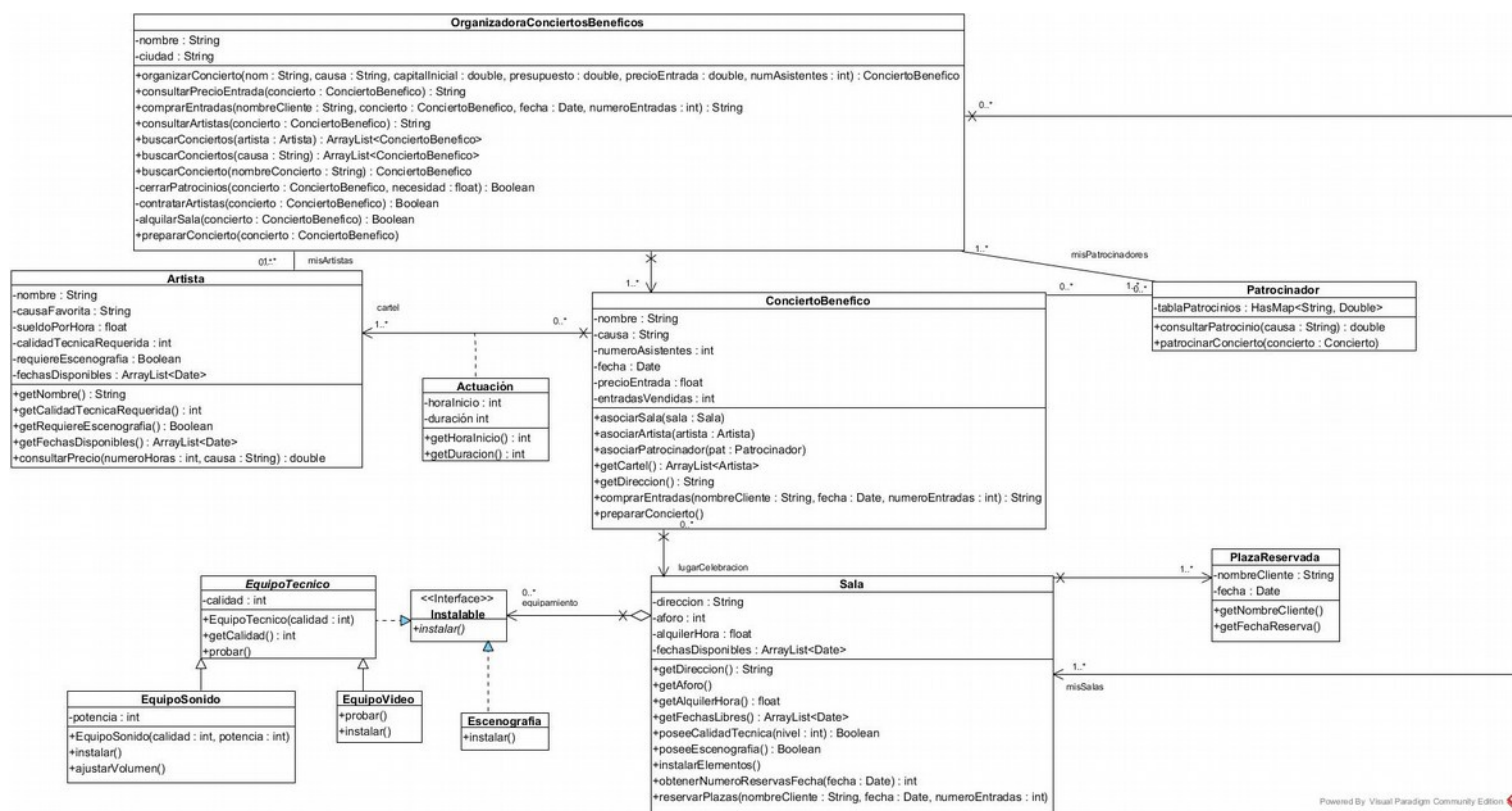 OrganizadoraConciertosBeneficos
-nombre : String
-ciudad : String
+organizarConcierto(nom : String, causa : String, capitalInicial : double, presupuesto : double, precioEntrada : double, numAsistentes : int) : ConciertoBenefico
+consultarPrecioEntrada(concierto : ConciertoBenefico) : String
+comprarEntradas(nombreCliente : String, concierto : ConciertoBenefico, fecha : Date, numeroEntradas : int) : String
+consultarArtistas(concierto : ConciertoBenefico) : String
+buscarConciertos(artista : Artista) : ArrayList<ConciertoBenefico>
+buscarConciertos(causa : String) : ArrayList<ConciertoBenefico>
+buscarConcierto(nombreConcierto : String) : ConciertoBenefico
-cerrarPatrocinios(concierto : ConciertoBenefico, necesidad : float) : Boolean
-contratarArtistas(concierto : ConciertoBenefico) : Boolean
-alquilarSala(concierto : ConciertoBenefico) : Boolean
+prepararConcierto(concierto : ConciertoBenefico)
0..*
misArtistas
1..*
1..*
misPatrocinadores
Artista
-nombre : String
-causaFavorita : String
-sueldoPorHora : float
-calidadTecnicaRequerida : int
-requiereEscenografia : Boolean
-fechasDisponibles : ArrayList<Date>
+getNombre() : String
+getCalidadTecnicaRequerida() : int
+getRequiereEscenografia() : Boolean
+getFechasDisponibles() : ArrayList<Date>
+consultarPrecio(numeroHoras : int, causa : String) : double
cartel
1..*
0..*
Actuación
-horaInicio : int
-duración int
+getHoraInicio() : int
+getDuracion() : int
ConciertoBenefico
-nombre : String
-causa : String
-numeroAsistentes : int
-fecha : Date
-precioEntrada : float
-entradasVendidas : int
+asociarSala(sala : Sala)
+asociarArtista(artista : Artista)
+asociarPatrocinador(pat : Patrocinador)
+getCartel() : ArrayList<Artista>
+getDireccion() : String
+comprarEntradas(nombreCliente : String, fecha : Date, numeroEntradas : int) : String
+prepararConcierto()
0..*
Patrocinador
-tablaPatrocinios : HasMap<String, Double>
+consultarPatrocinio(causa : String) : double
+patrocinarConcierto(concierto : Concierto)
0..*
lugarCelebracion
EquipoTecnico
-calidad : int
+EquipoTecnico(calidad : int)
+getCalidad() : int
+probar()
<<Interface>>
Instalable
+instalar()
0..*
equipamiento
EquipoSonido
-potencia : int
+EquipoSonido(calidad : int, potencia : int)
+instalar()
+ajustarVolumen()
EquipoVideo
+probar()
+instalar()
Escenografia
+instalar()
Sala
-direccion : String
-aforo : int
-alquilerHora : float
-fechasDisponibles : ArrayList<Date>
+getDireccion() : String
+getAforo()
+getAlquilerHora() : float
+getFechasLibres() : ArrayList<Date>
+poseeCalidadTecnica(nivel : int) : Boolean
+poseeEscenografia() : Boolean
+instalarElementos()
+obtenerNumeroReservasFecha(fecha : Date) : int
+reservarPlazas(nombreCliente : String, fecha : Date, numeroEntradas : int)
1..*
PlazaReservada
-nombreCliente : String
-fecha : Date
+getNombreCliente()
+getFechaReserva()
1..*
misSalas
Powered By Visual Paradigm Community Edition